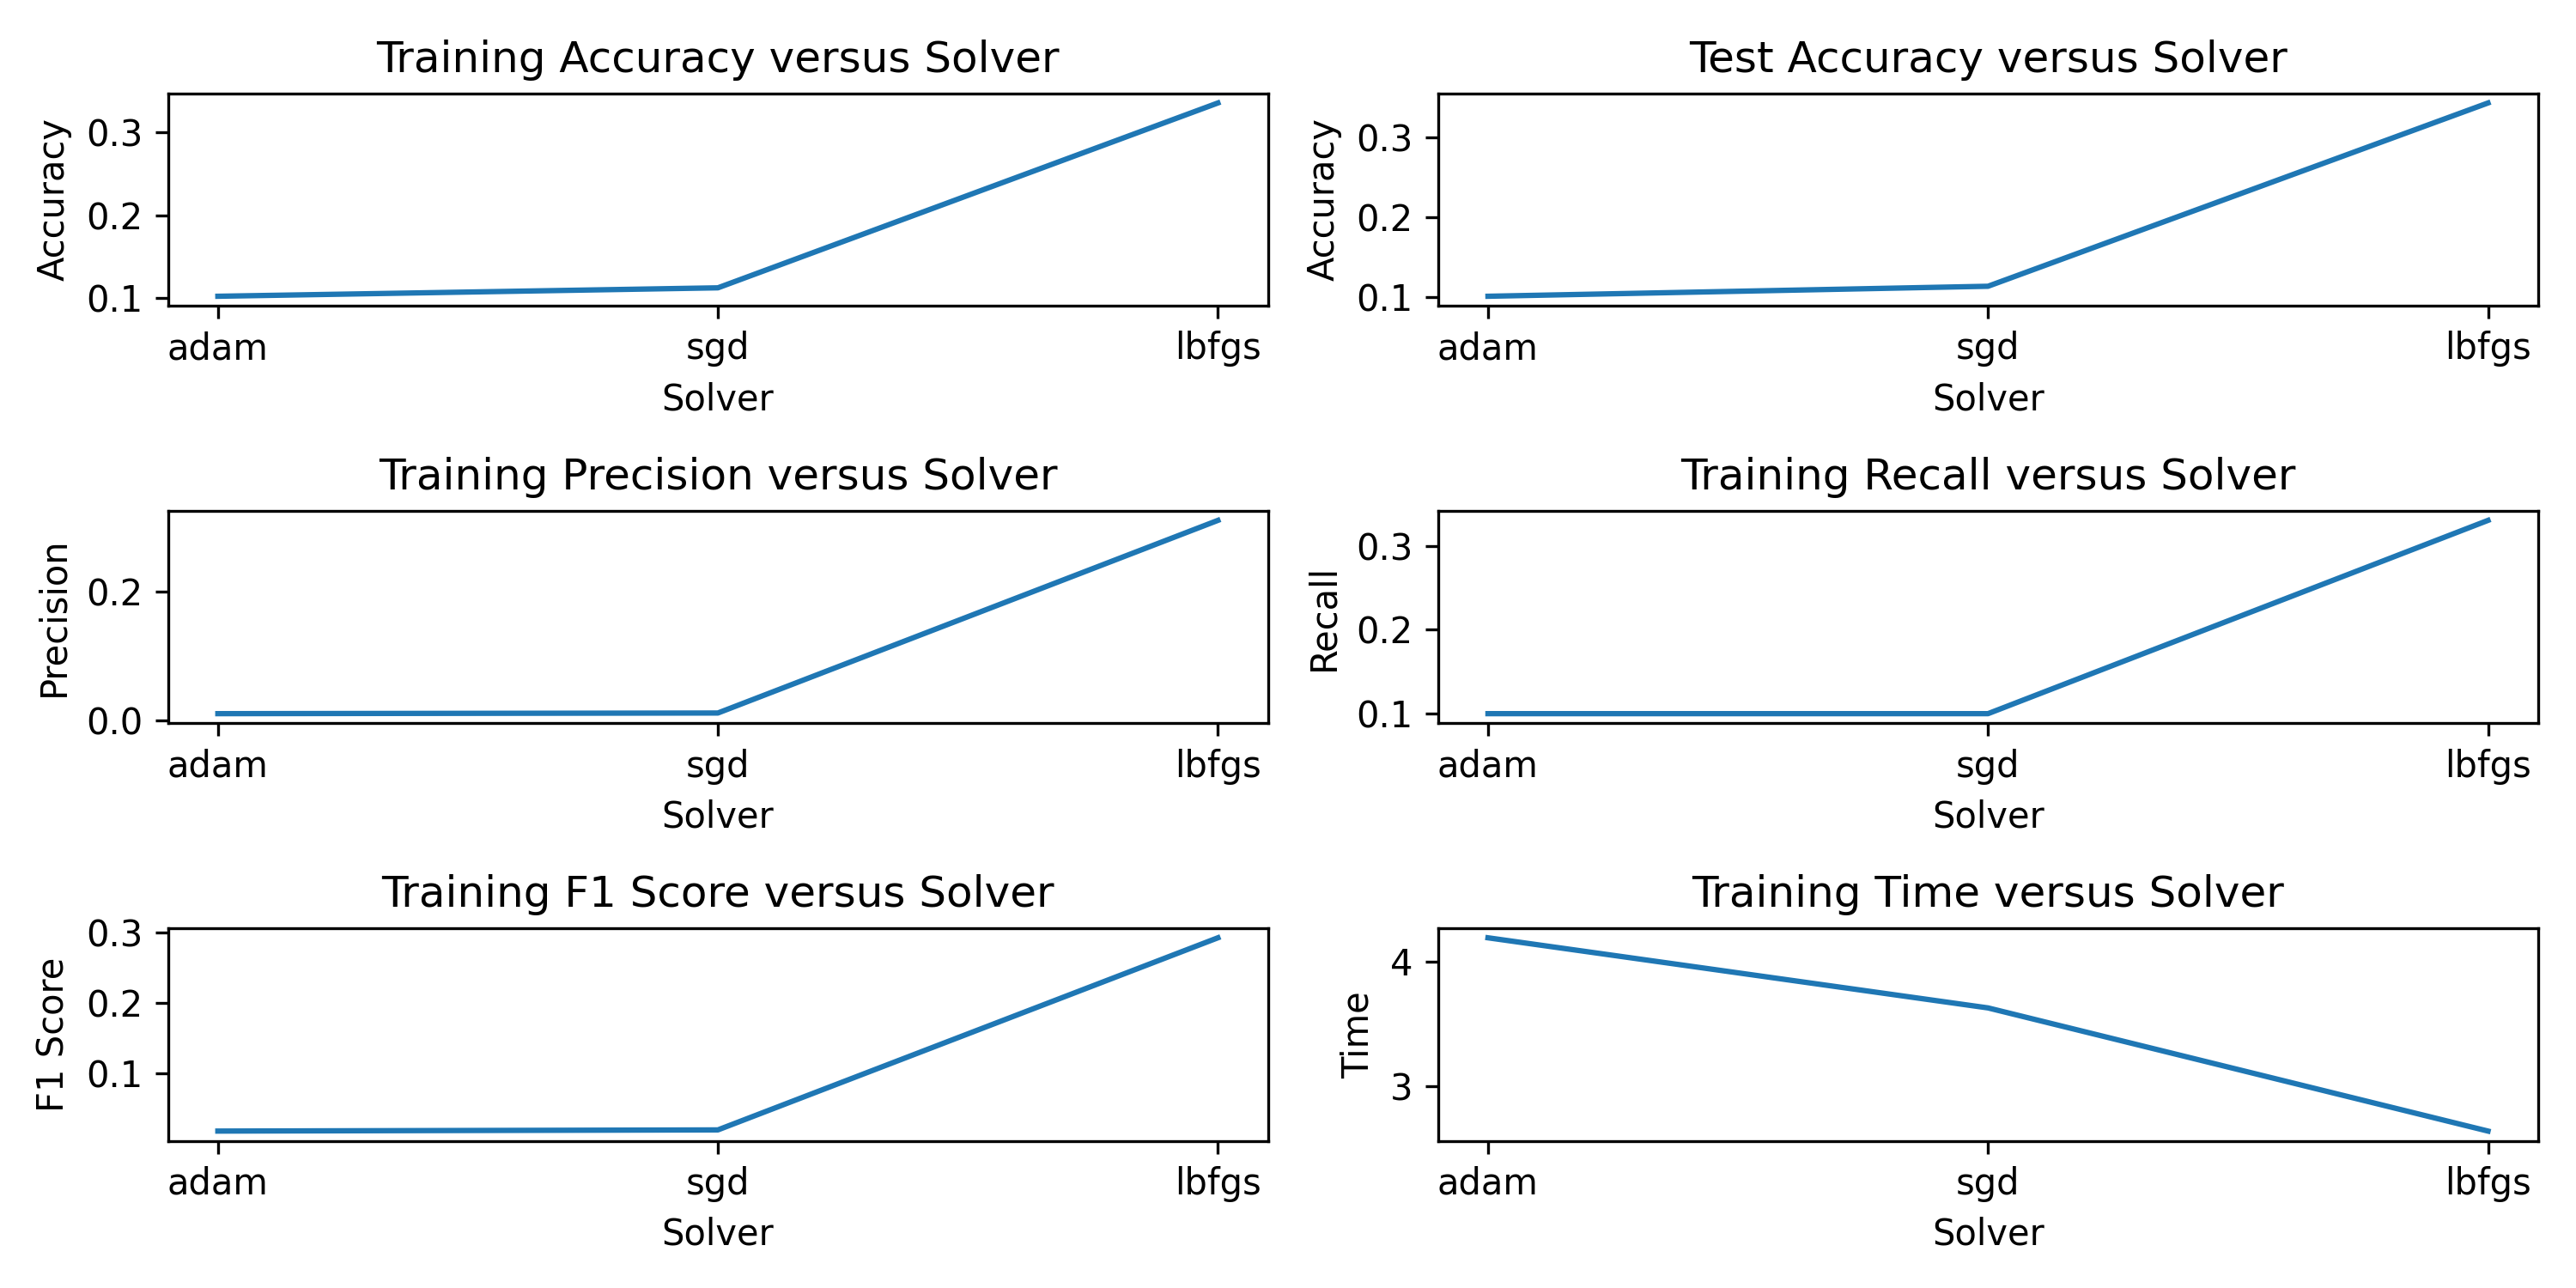 Training Accuracy versus Solver
Accuracy
0.3
0.2
0.1
adam sgd lbfgs
Solver
Test Accuracy versus Solver
Accuracy
0.3
0.2
0.1
adam sgd lbfgs
Solver
Training Precision versus Solver
Precision
0.2
0.0
adam sgd lbfgs
Solver
Training Recall versus Solver
Recall
0.3
0.2
0.1
adam sgd lbfgs
Solver
Training F1 Score versus Solver
F1 Score
0.3
0.2
0.1
adam sgd lbfgs
Solver
Training Time versus Solver
Time
4
3
adam sgd lbfgs
Solver